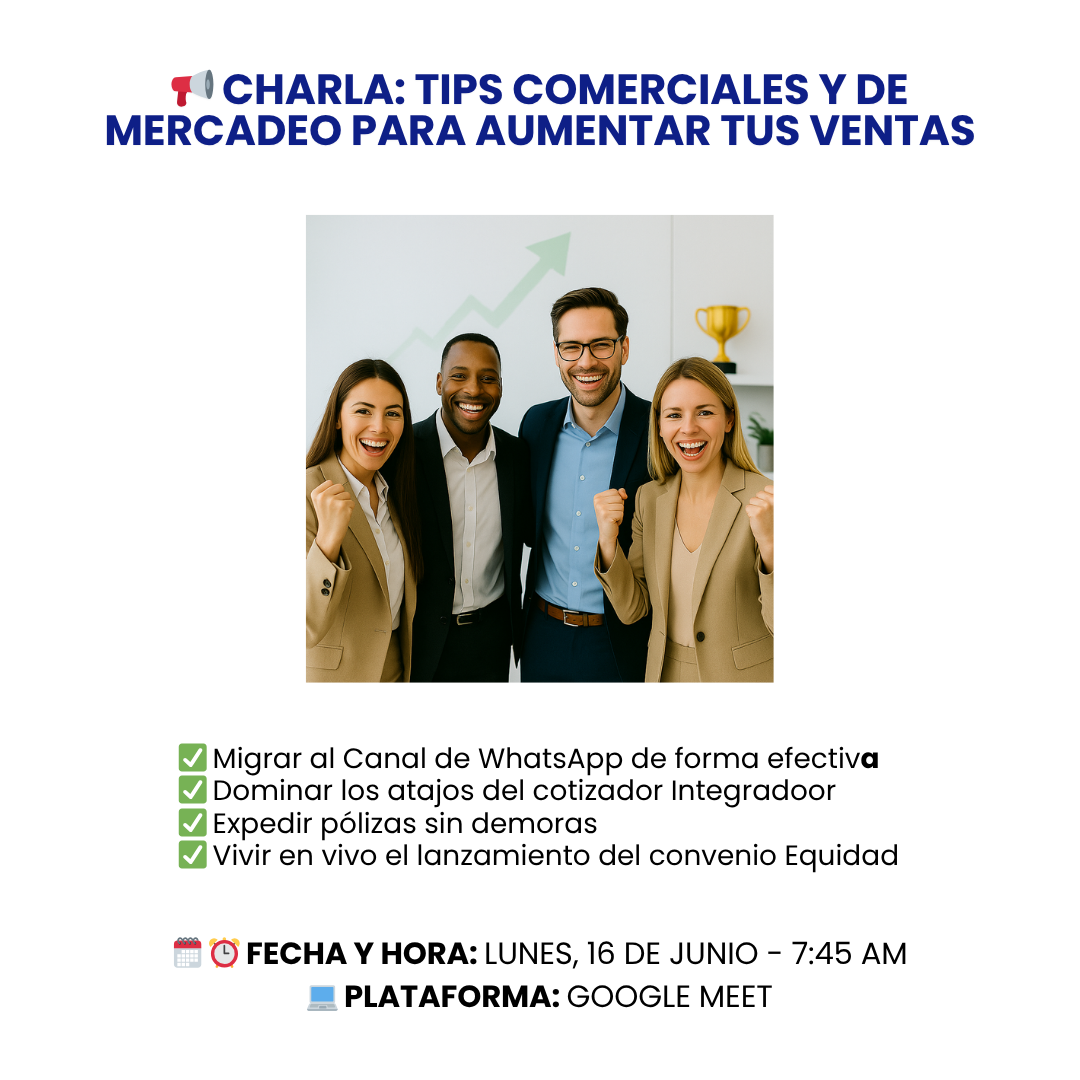 📢 CHARLA: TIPS COMERCIALES Y DE
MERCADEO PARA AUMENTAR TUS VENTAS
✅ Migrar al Canal de WhatsApp de forma efectiva
✅ Dominar los atajos del cotizador Integradoor
✅ Expedir pólizas sin demoras
✅ Vivir en vivo el lanzamiento del convenio Equidad
🗓️⏰ FECHA Y HORA: LUNES, 16 DE JUNIO - 7:45 AM
💻 PLATAFORMA: GOOGLE MEET